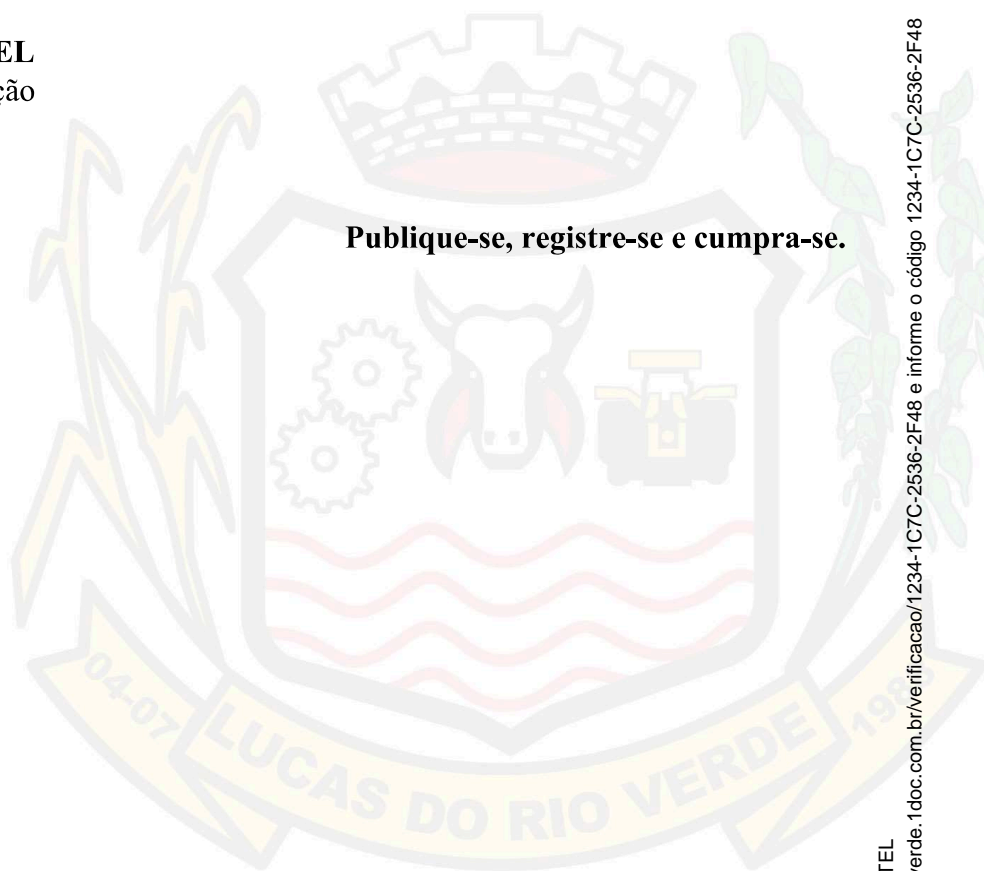 EL
ção
Publique-se, registre-se e cumpra-se.
04-07
LUCAS DO RIO VERDE
1988
TEL
verde.1doc.com.br/verificacao/1234-1C7C-2536-2F48 e informe o código 1234-1C7C-2536-2F48